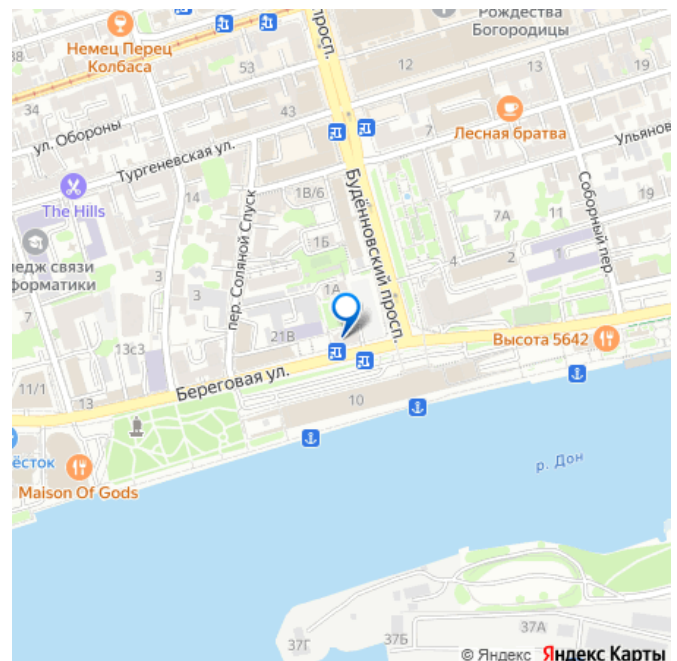 Рождества
Богородицы
просп.
Немец Перец
Колбаса
38
53
12
13
19
34
43
7
ул. Обороны
Лесная братва
Ульянов
Тургеневская ул.
The Hills
14
1В/6
Будённовский просп.
Соборный пер.
19
7А
11
пер. Соляной Спуск
1Б
едж связи
форматики
3
3
1А
4
2
1
21В
13с3
Высота 5642
Береговая ул.
11/1
13
10
ёсток
Maison Of Gods
р. Дон
37Г
37Б
37А
© Яндекс Яндекс Карты